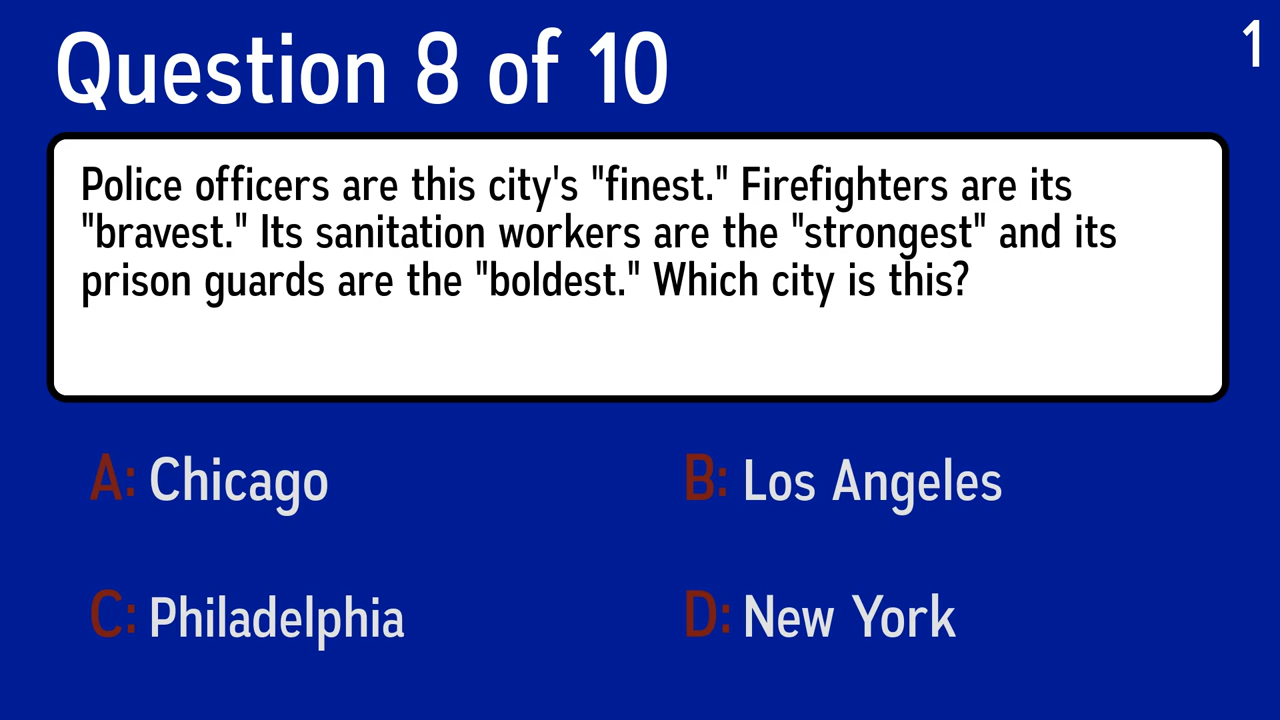 Question 8 of 10
1
Police officers are this city's "finest." Firefighters are its
"bravest." Its sanitation workers are the "strongest" and its
prison guards are the "boldest." Which city is this?
A: Chicago
B: Los Angeles
C: Philadelphia
D: New York